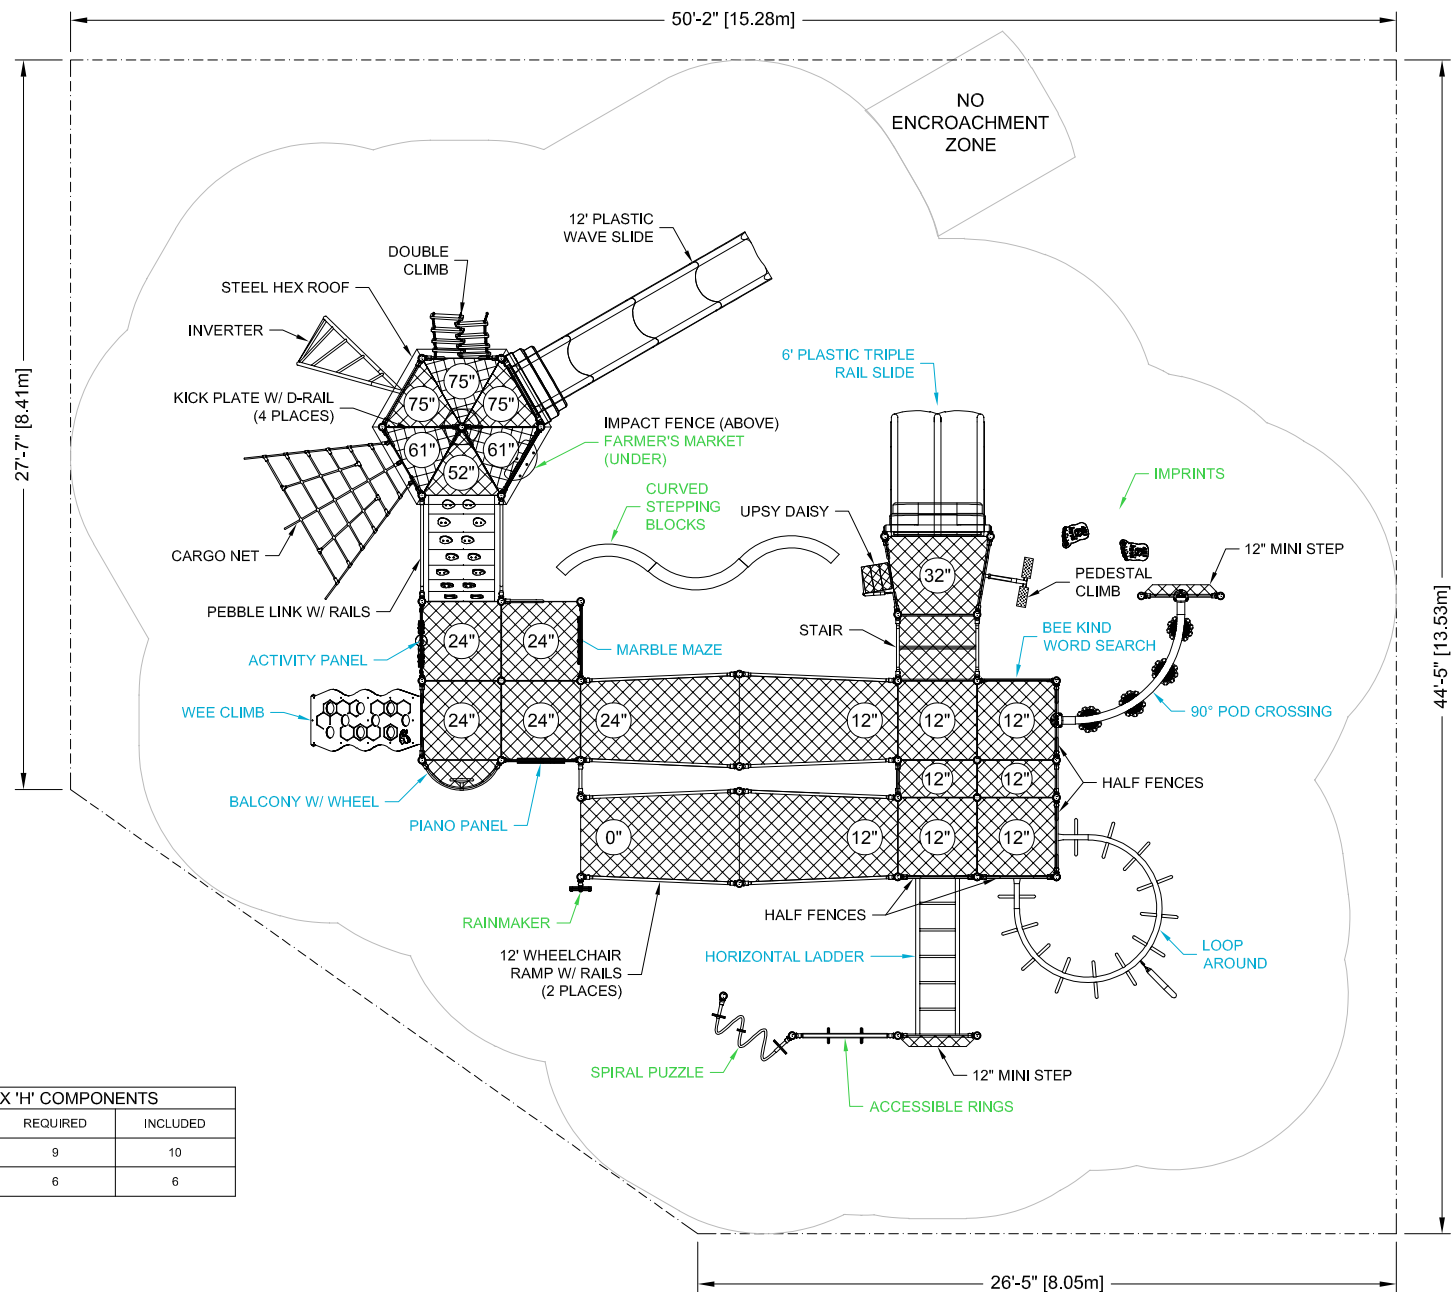 50'-2" [15.28m]
NO
ENCROACHMENT
ZONE
12' PLASTIC
WAVE SLIDE
DOUBLE
CLIMB
STEEL HEX ROOF
INVERTER
27'-7" [8.41m]
6' PLASTIC TRIPLE
RAIL SLIDE
75"
75"
75"
KICK PLATE W/ D-RAIL
(4 PLACES)
61"
61"
52"
IMPACT FENCE (ABOVE)
FARMER'S MARKET
(UNDER)
CURVED
STEPPING
BLOCKS
IMPRINTS
UPSY DAISY
CARGO NET
12" MINI STEP
32"
PEDESTAL
CLIMB
PEBBLE LINK W/ RAILS
STAIR
BEE KIND
WORD SEARCH
24"
24"
MARBLE MAZE
ACTIVITY PANEL
44'-5" [13.53m]
WEE CLIMB
24"
24"
24"
12"
12"
12"
90° POD CROSSING
12"
12"
HALF FENCES
BALCONY W/ WHEEL
PIANO PANEL
0"
12"
12"
12"
RAINMAKER
HALF FENCES
12' WHEELCHAIR
RAMP W/ RAILS
(2 PLACES)
HORIZONTAL LADDER
LOOP
AROUND
SPIRAL PUZZLE
12" MINI STEP
ACCESSIBLE RINGS
X 'H' COMPONENTS
REQUIRED INCLUDED
9 10
6 6
26'-5" [8.05m]